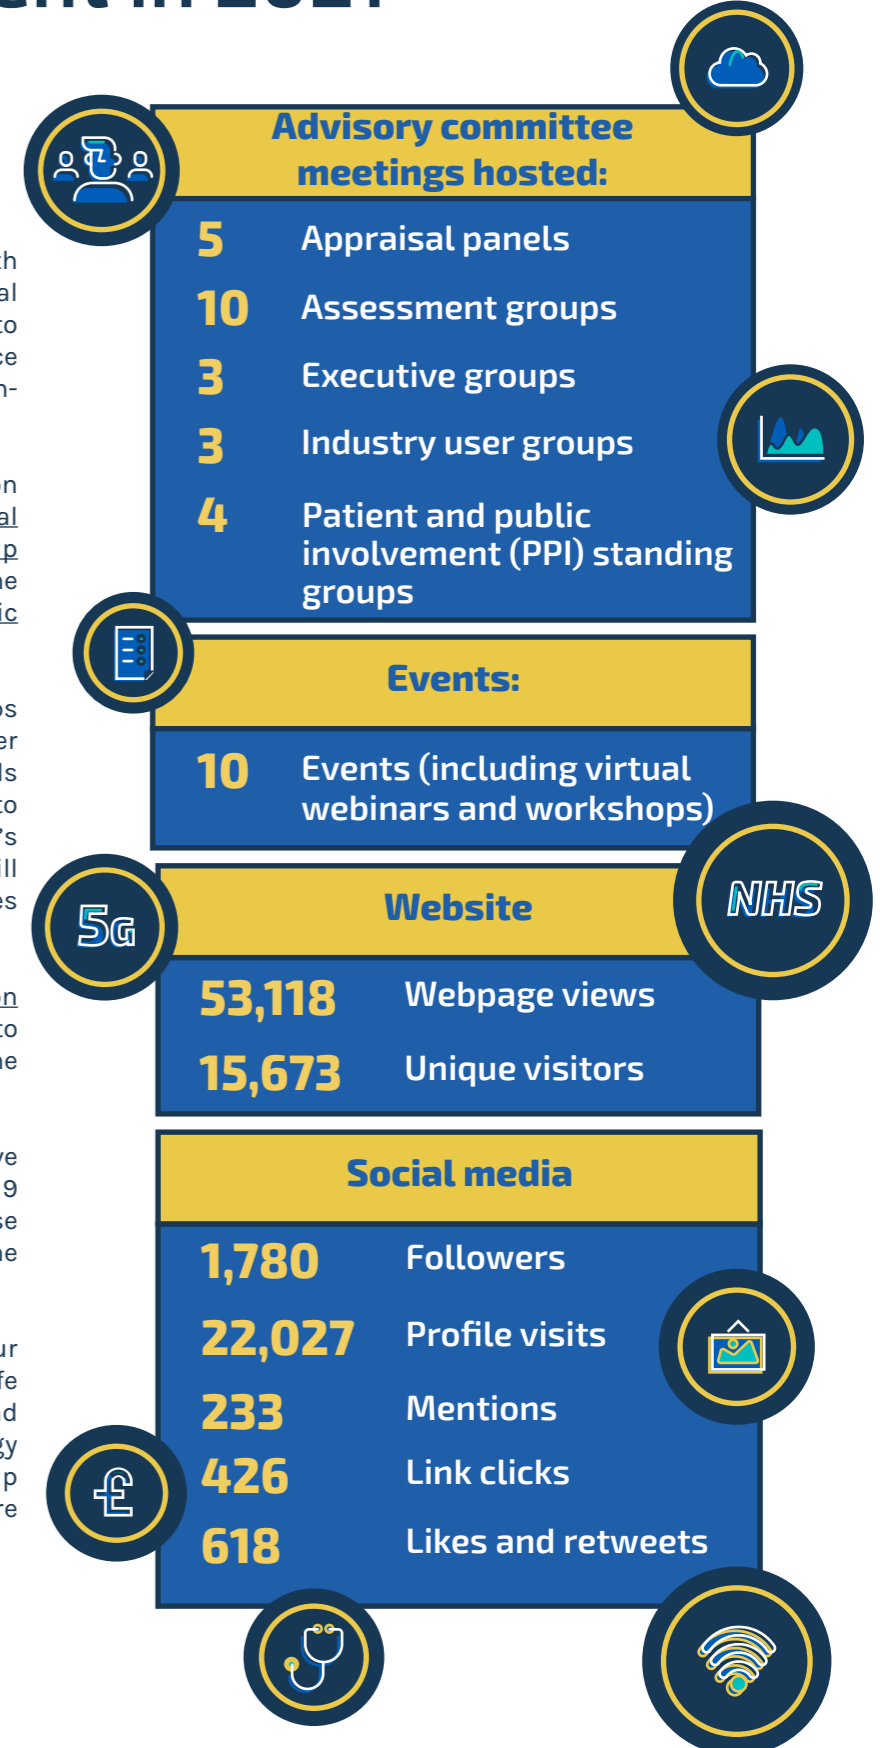 in 2021
Advisory committee
meetings hosted:
5 Appraisal panels
10 Assessment groups
3 Executive groups
3 Industry user groups
4 Patient and public
involvement (PPI) standing
groups
Events:
10 Events (including virtual
webinars and workshops)
5G
NHS
Website
53,118 Webpage views
15,673 Unique visitors
Social media
1,780 Followers
22,027 Profile visits
233 Mentions
426 Link clicks
£
618 Likes and retweets